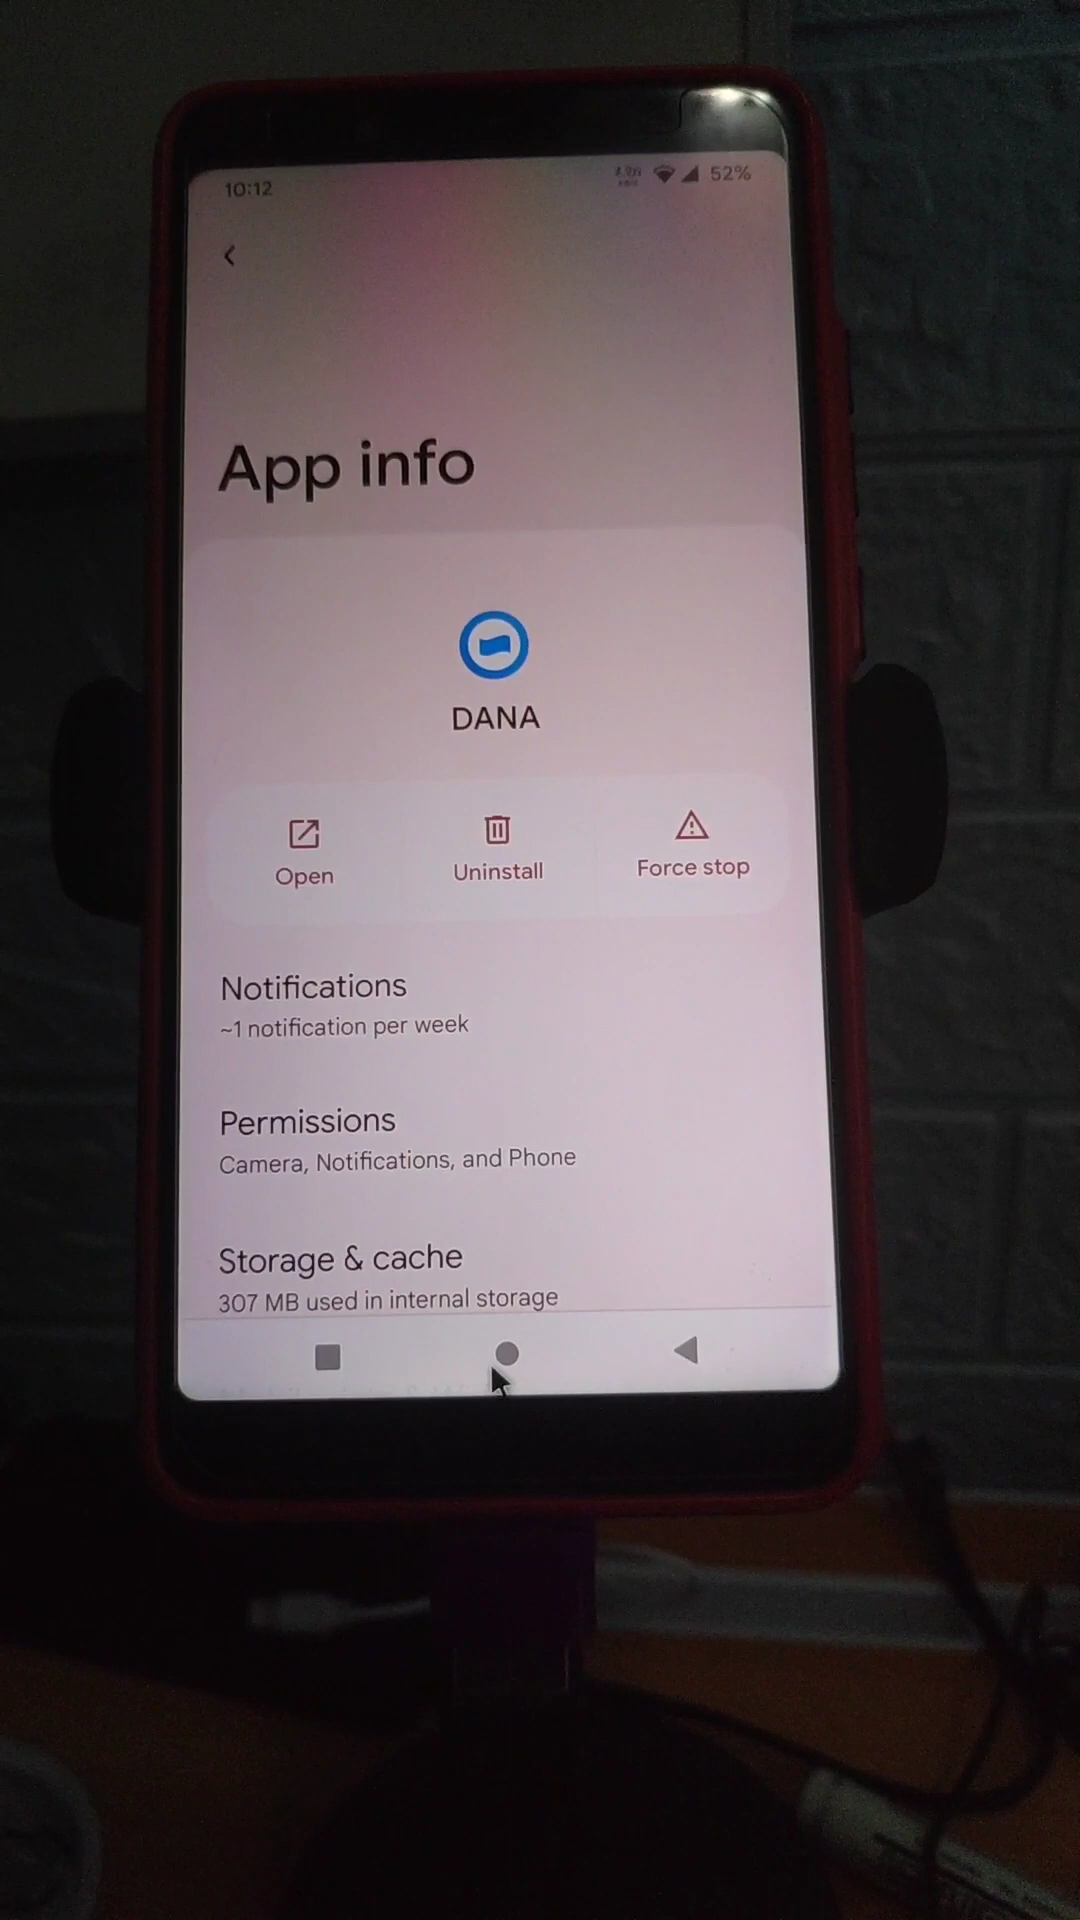 10:12
52%
App info
DANA
Open
Uninstall
Force stop
Notifications
~1 notification per week
Permissions
Camera, Notifications, and Phone
Storage & cache
307 MB used in internal storage